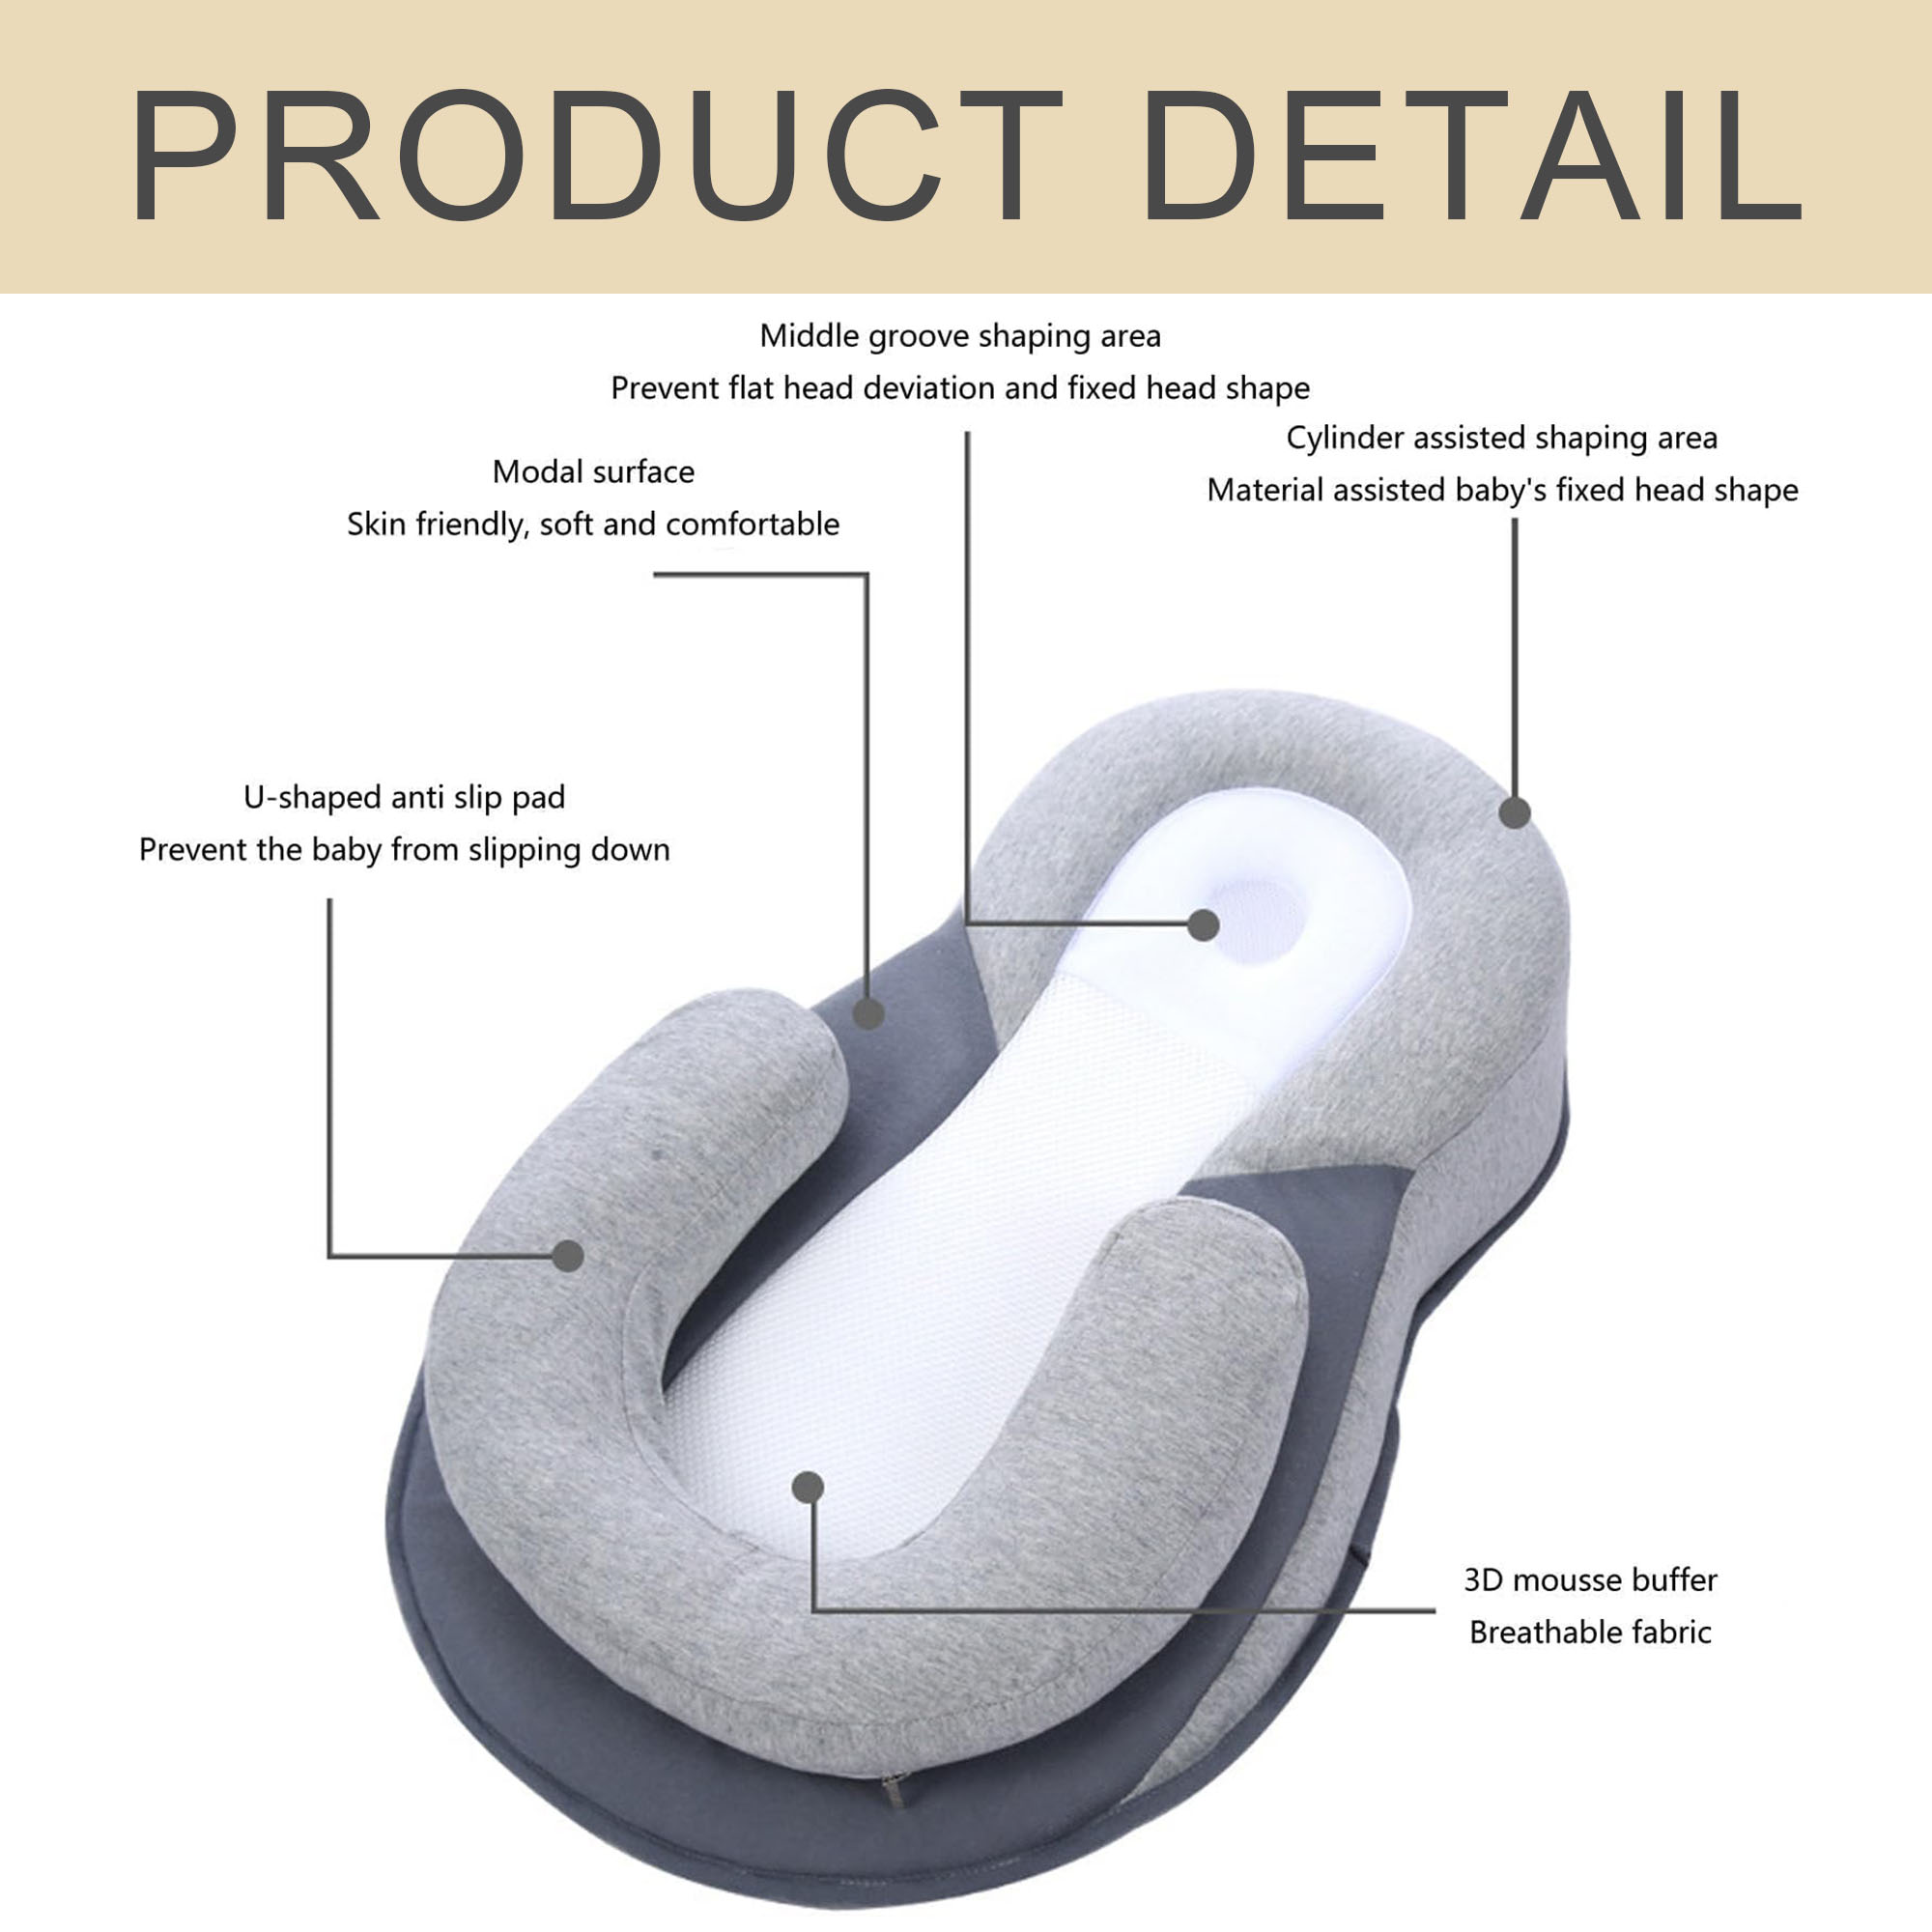 PRODUCT DETAIL
Middle groove shaping area
Prevent flat head deviation and fixed head shape
Cylinder assisted shaping area
Material assisted baby's fixed head shape
Modal surface
Skin friendly, soft and comfortable
U-shaped anti slip pad
Prevent the baby from slipping down
3D mousse buffer
Breathable fabric